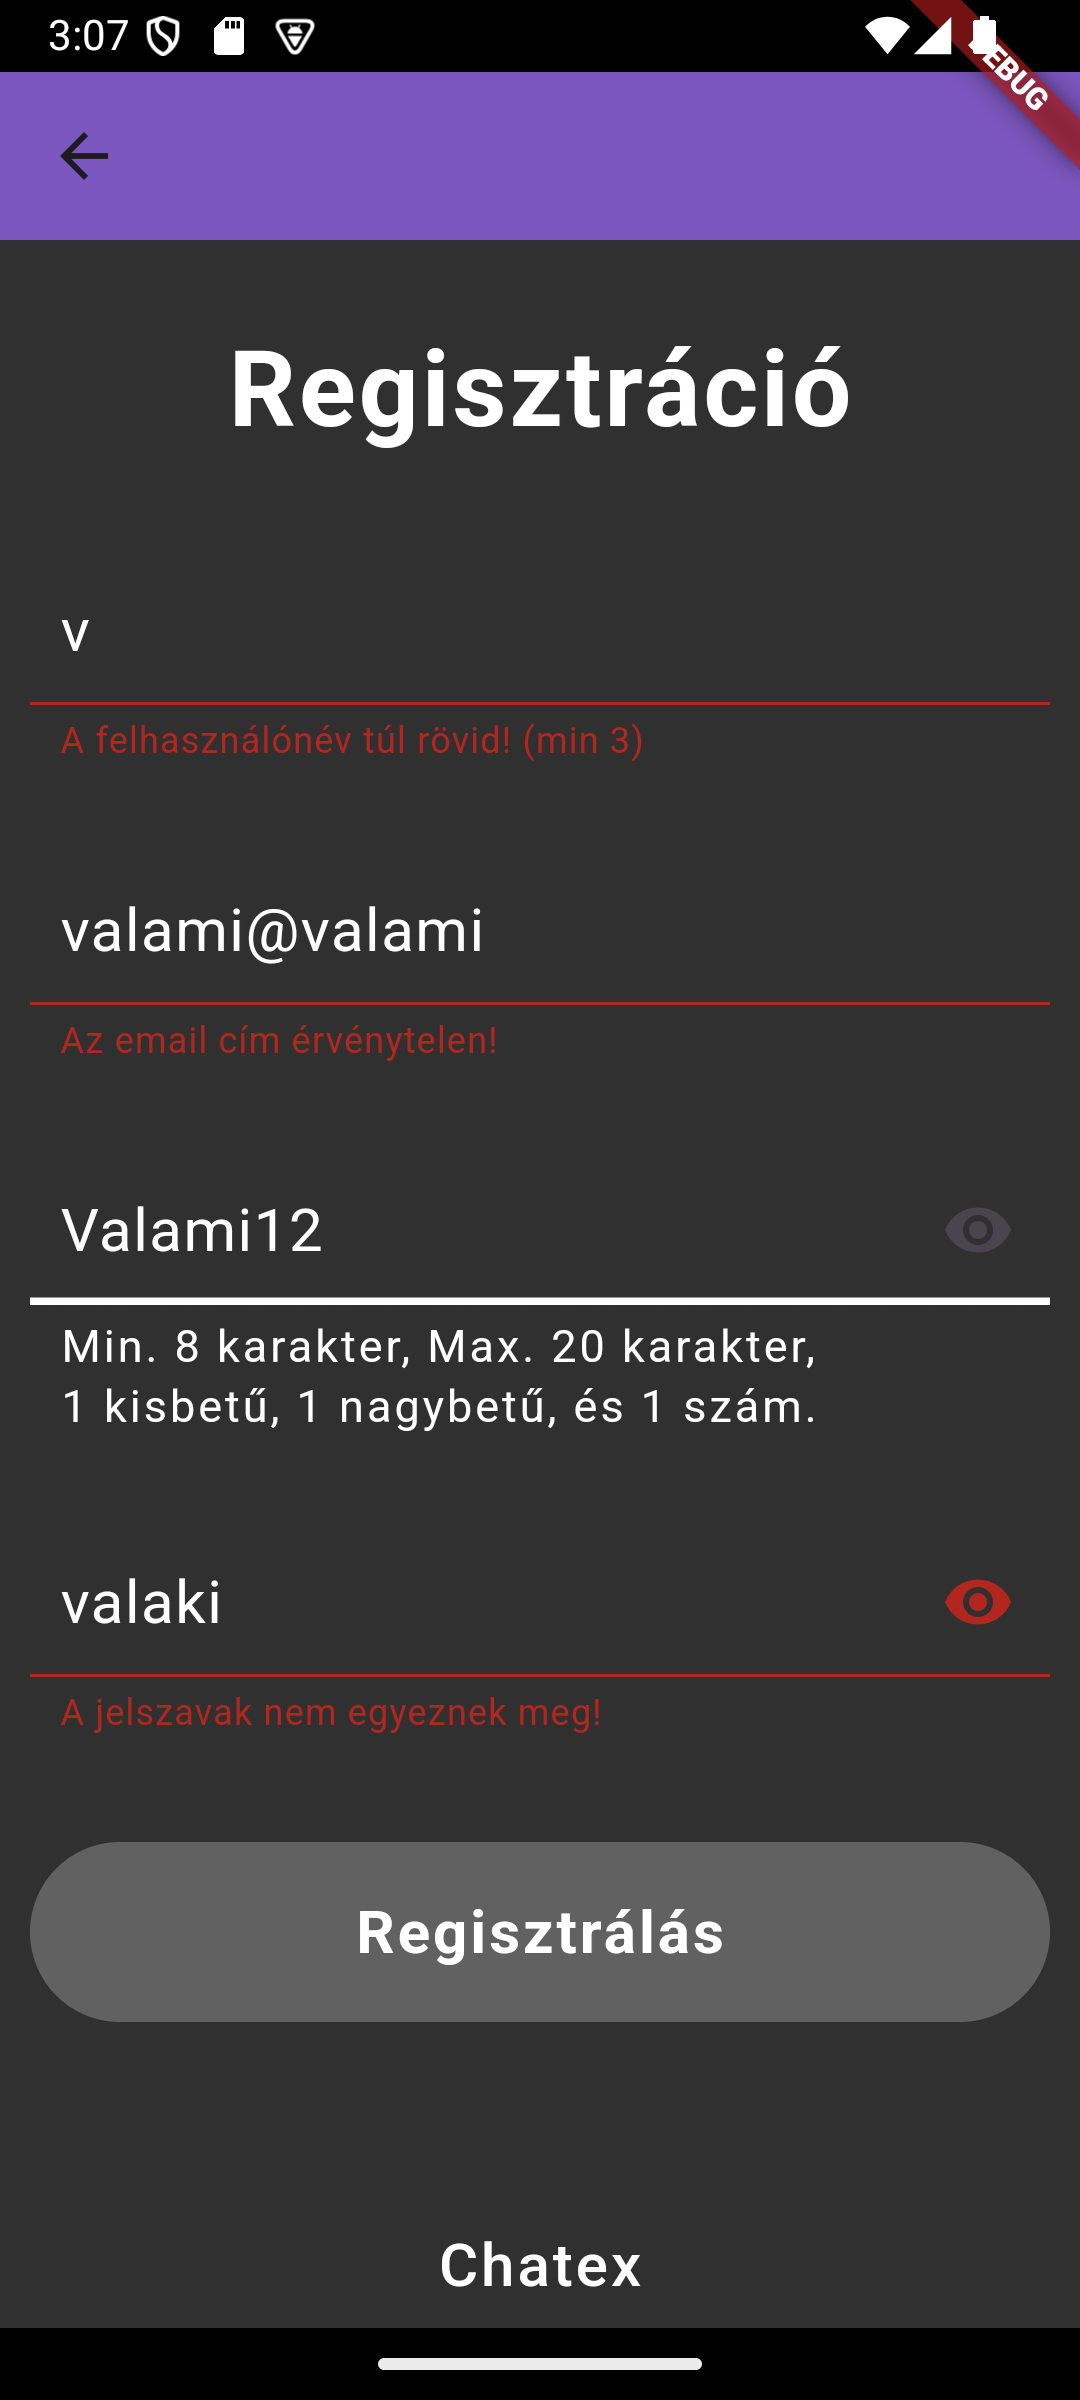 3:07
DEBUG
Regisztráció
v
A felhasználónév túl rövid! (min 3)
valami@valami
Az email cím érvénytelen!
Valami12
Min. 8 karakter, Max. 20 karakter,
1 kisbetű, 1 nagybetű, és 1 szám.
valaki
A jelszavak nem egyeznek meg!
Regisztrálás
Chatex